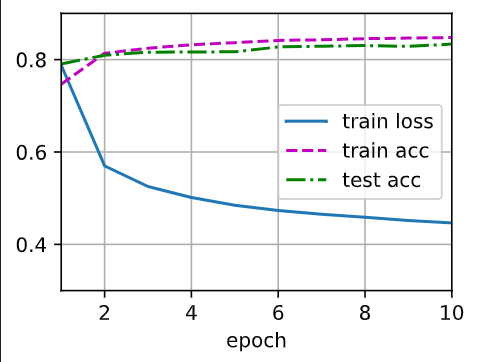 0.8
0.6
0.4
train loss
train acc
test acc
2 4 6 8 10
epoch